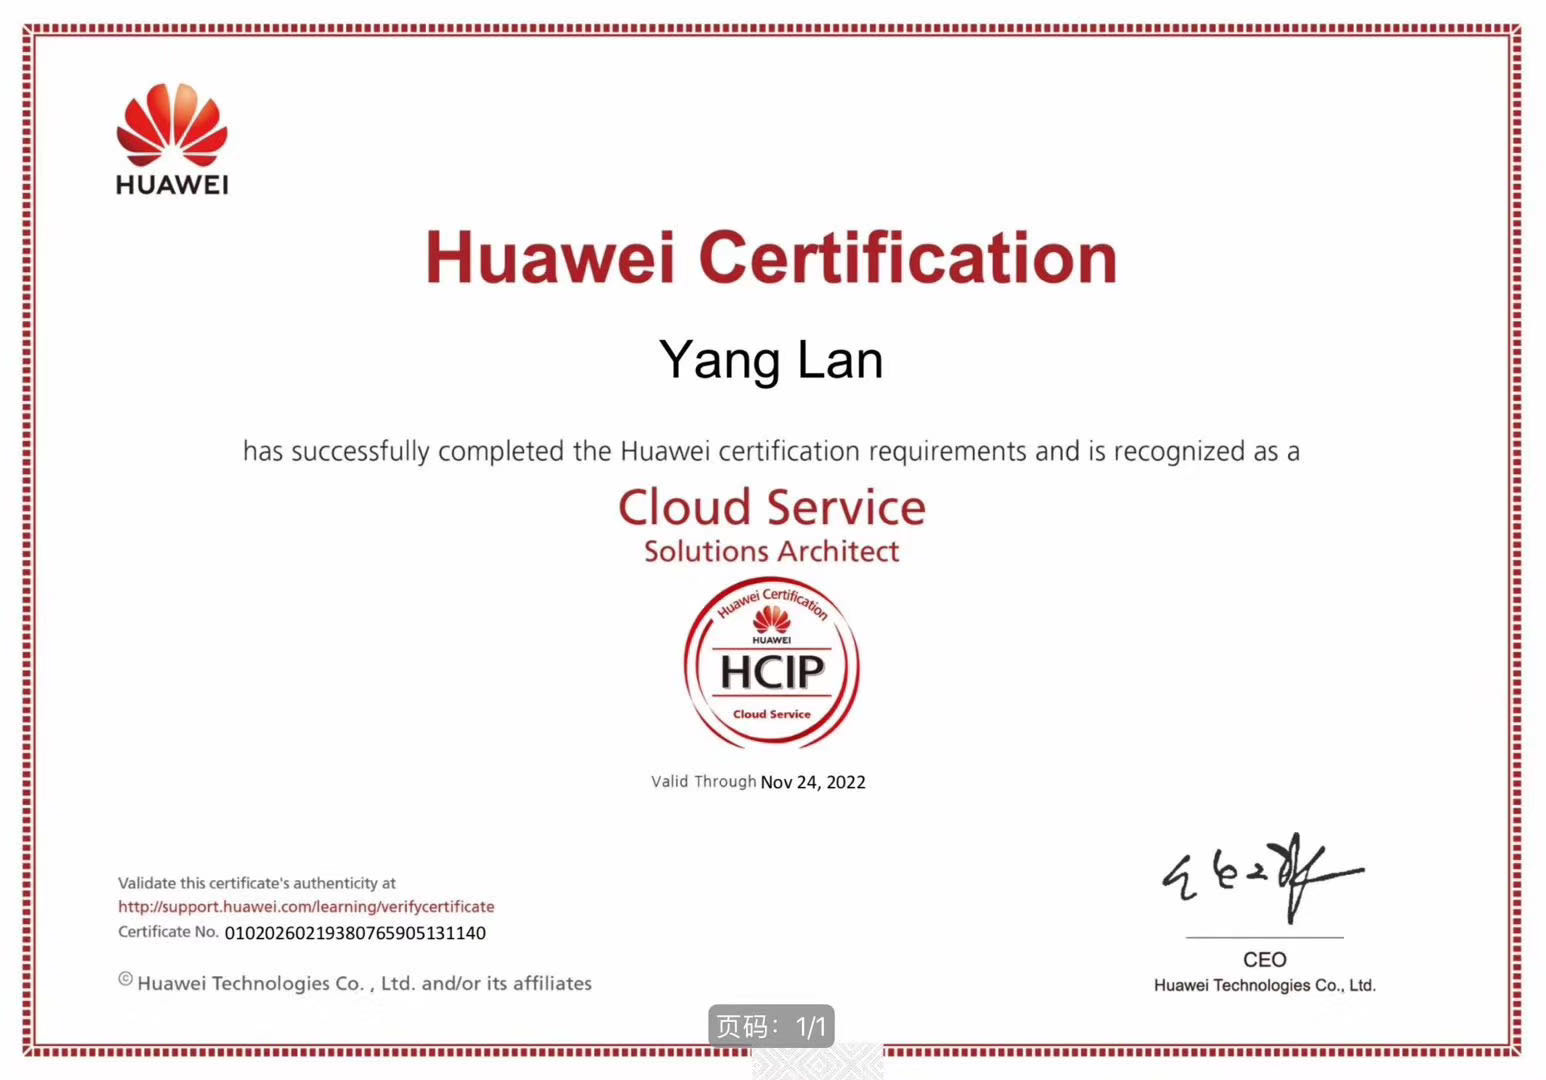 HUAWEI
Huawei Certification
Yang Lan
has successfully completed the Huawei certification requirements and is recognized as a
Cloud Service
Solutions Architect
Huawei Certification
HUAWEI
HCIP
Cloud Service
Valid Through Nov 24, 2022
Validate this certificate's authenticity at
http://support.huawei.com/learning/verifycertificate
Certificate No. 01020260219380765905131140
© Huawei Technologies Co. , Ltd. and/or its affiliates
CEO
Huawei Technologies Co., Ltd.
页码：1/1